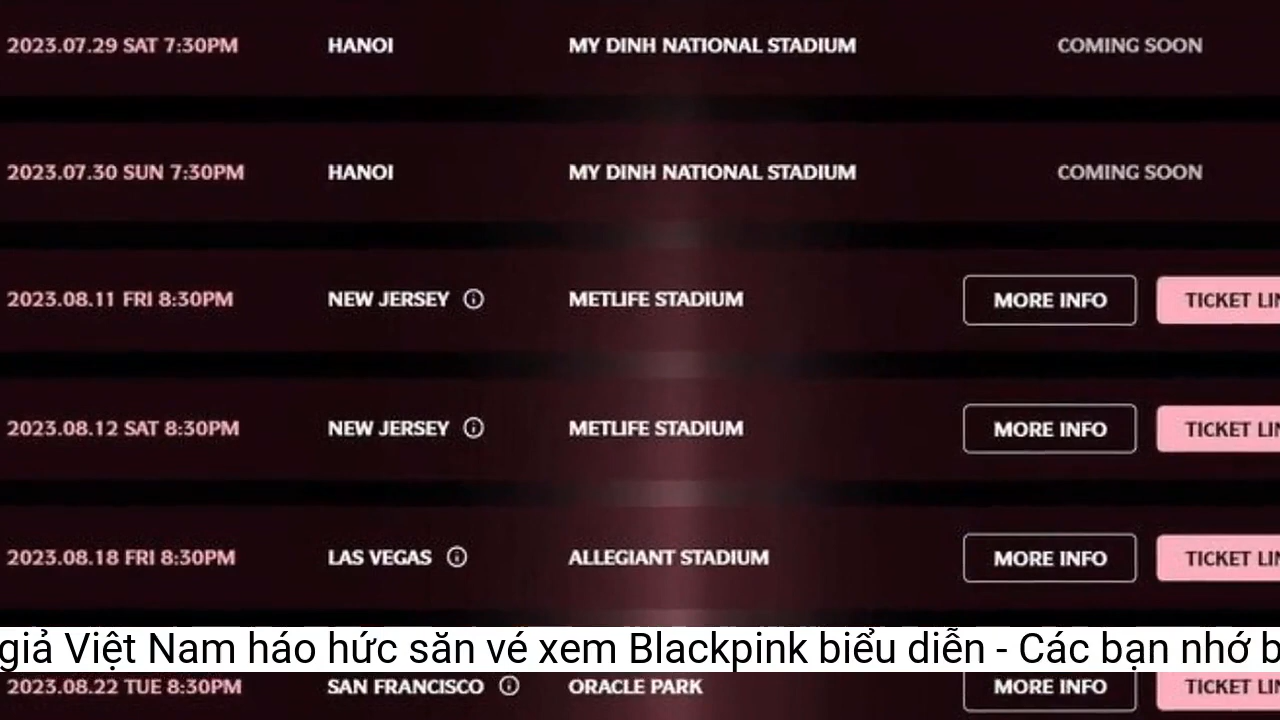 2023.07.29 SAT 7:30PM HANOI MY DINH NATIONAL STADIUM COMING SOON
2023.07.30 SUN 7:30PM HANOI MY DINH NATIONAL STADIUM COMING SOON
2023.08.11 FRI 8:30PM NEW JERSEY METLIFE STADIUM MORE INFO TICKET
2023.08.12 SAT 8:30PM NEW JERSEY METLIFE STADIUM MORE INFO TICKET
2023.08.18 FRI 8:30PM LAS VEGAS ALLEGIANT STADIUM MORE INFO TICKET
giả Việt Nam háo hức săn vé xem Blackpink biểu diễn - Các bạn nhớ
2023.08.22 TUE 8:30PM SAN FRANCISCO ORACLE PARK MORE INFO TICKET